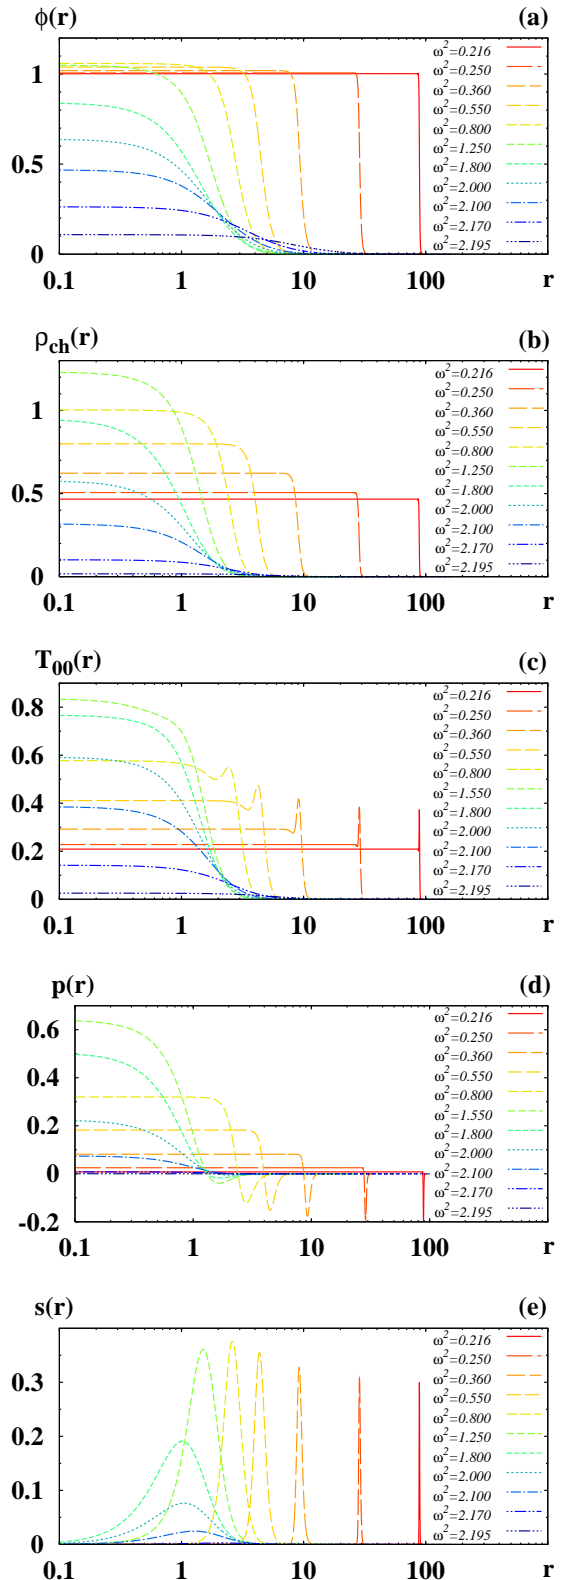 ϕ(r) (a)
ω²=0.216
ω²=0.250
1 ω²=0.360
ω²=0.550
ω²=0.800
ω²=1.250
0.5 ω²=1.800
ω²=2.000
ω²=2.100
ω²=2.170
ω²=2.195
0
0.1 1 10 100 r
ρch(r) (b)
ω²=0.216
ω²=0.250
1 ω²=0.360
ω²=0.550
ω²=0.800
ω²=1.250
0.5 ω²=1.800
ω²=2.000
ω²=2.100
ω²=2.170
ω²=2.195
0
0.1 1 10 100 r
T00(r) (c)
0.8 ω²=0.216
ω²=0.250
ω²=0.360
0.6 ω²=0.550
ω²=0.800
ω²=1.550
0.4 ω²=1.800
ω²=2.000
0.2 ω²=2.100
ω²=2.170
ω²=2.195
0
0.1 1 10 100 r
p(r) (d)
0.6 ω²=0.216
ω²=0.250
ω²=0.360
0.4 ω²=0.550
ω²=0.800
0.2 ω²=1.550
ω²=1.800
ω²=2.000
0 ω²=2.100
ω²=2.170
-0.2 ω²=2.195
0.1 1 10 100 r
s(r) (e)
ω²=0.216
ω²=0.250
0.3 ω²=0.360
ω²=0.550
ω²=0.800
0.2 ω²=1.250
ω²=1.800
0.1 ω²=2.000
ω²=2.100
ω²=2.170
ω²=2.195
0
0.1 1 10 100 r